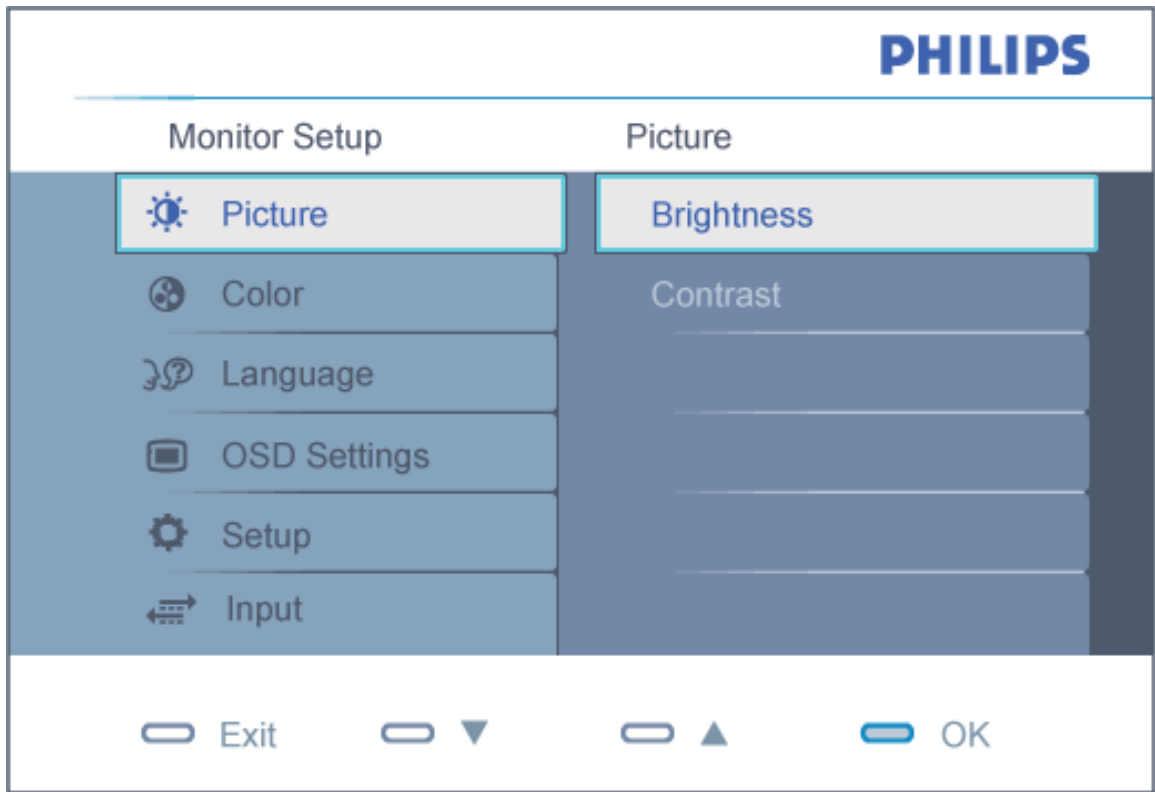 PHILIPS
Monitor Setup Picture
Picture Brightness
Color Contrast
Language
OSD Settings
Setup
Input
Exit ▼ ▲ OK